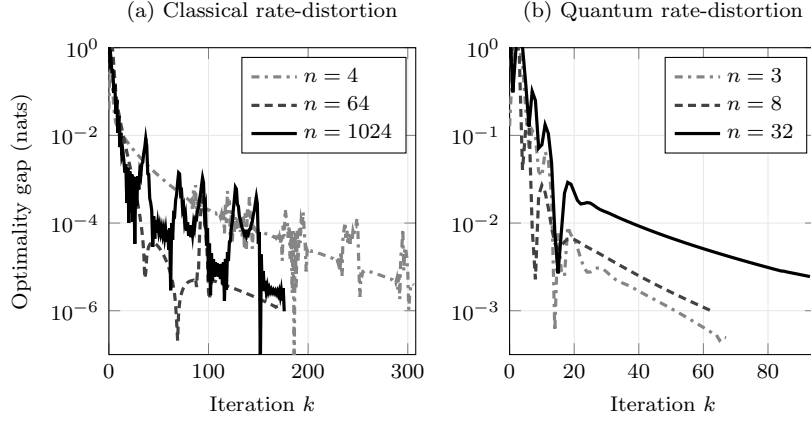 (a) Classical rate-distortion
(b) Quantum rate-distortion
Optimality gap (nats)
10^0
10^−2
10^−4
10^−6
0
100
200
300
Iteration k
n = 4
n = 64
n = 1024
10^0
10^−1
10^−2
10^−3
0
20
40
60
80
Iteration k
n = 3
n = 8
n = 32